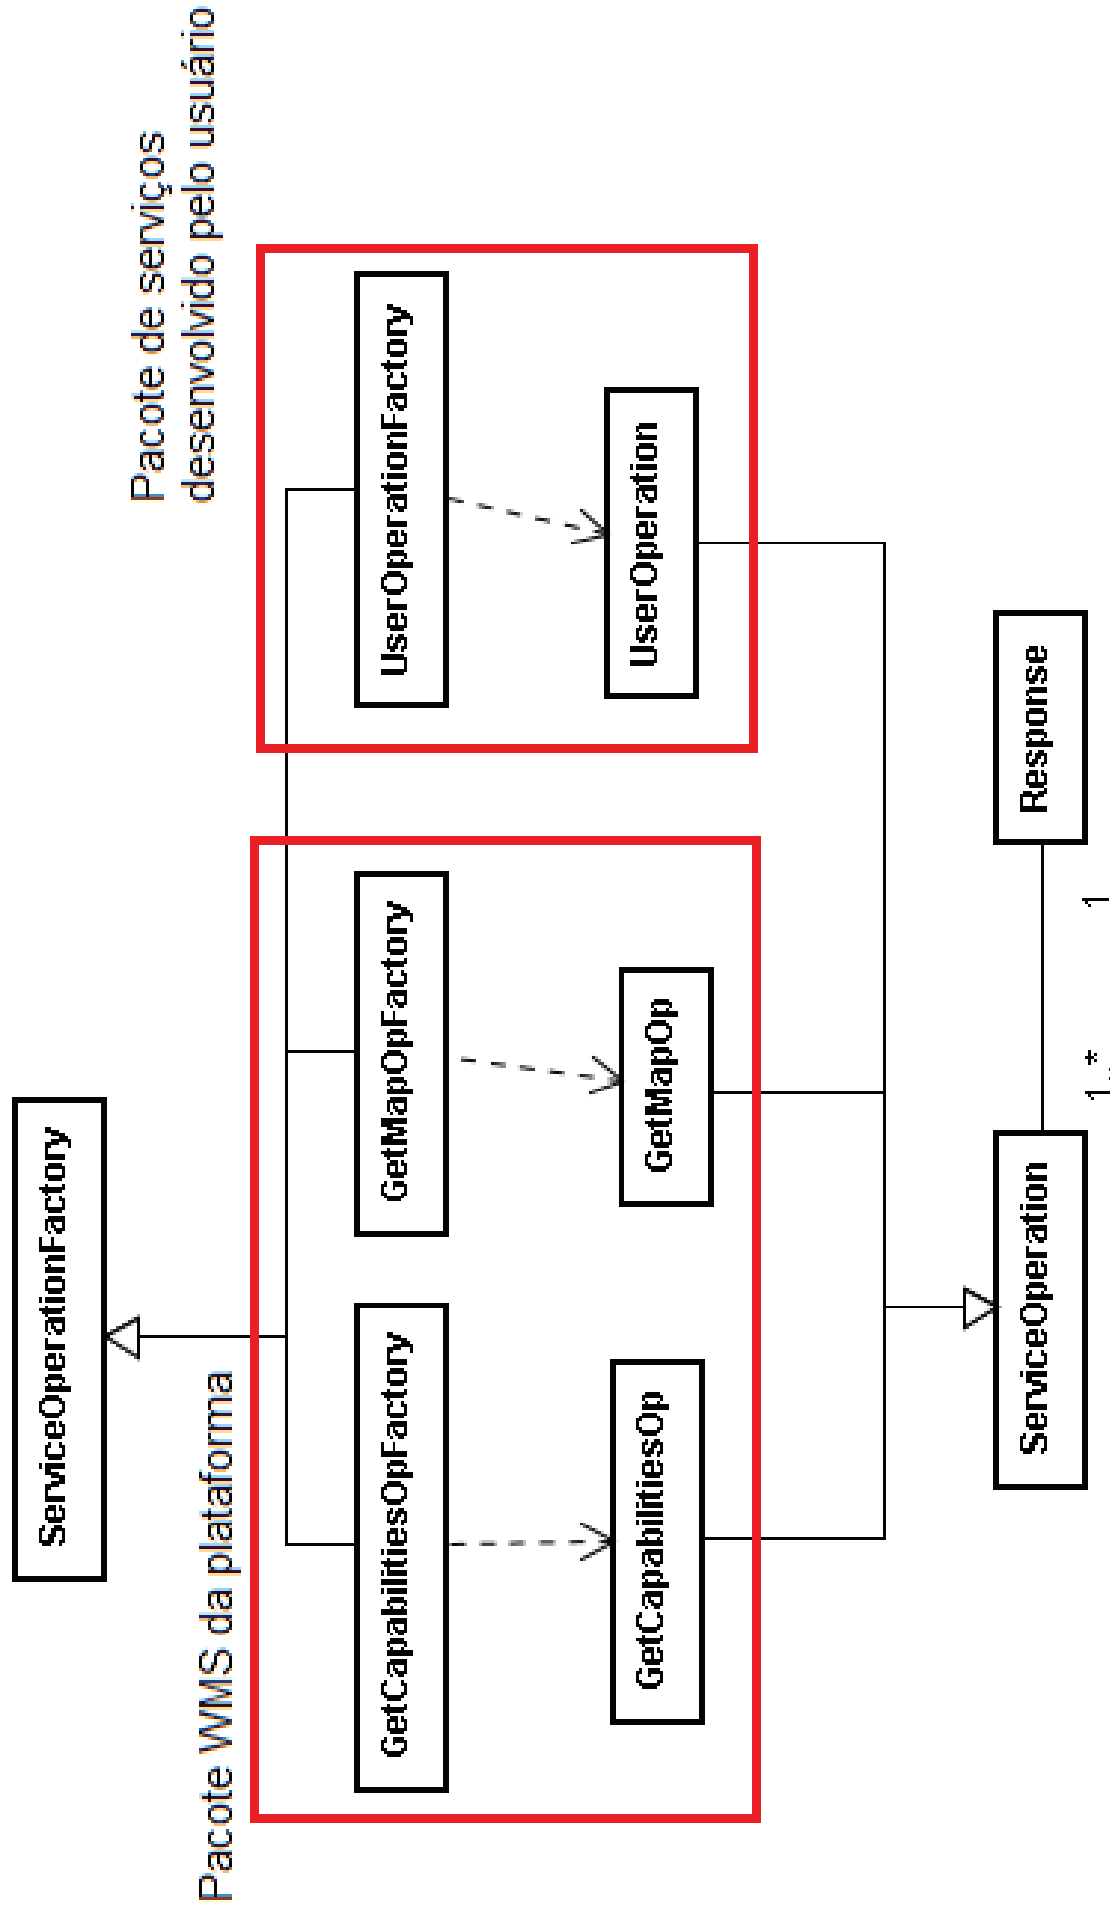 ServiceOperationFactory
Pacote WMS da plataforma
Pacote de serviços
desenvolvido pelo usuário
GetCapabilitiesOpFactory
GetMapOpFactory
UserOperationFactory
GetCapabilitiesOp
GetMapOp
UserOperation
ServiceOperation
Response
1..*
1